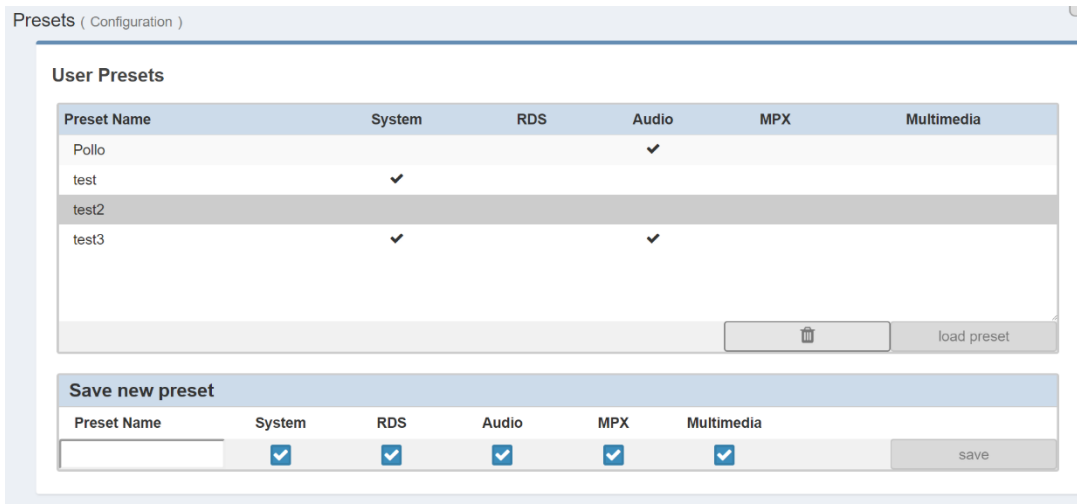 Presets ( Configuration )
User Presets
Preset Name System RDS Audio MPX Multimedia
Pollo
test
test2
test3
load preset
Save new preset
Preset Name System RDS Audio MPX Multimedia
save